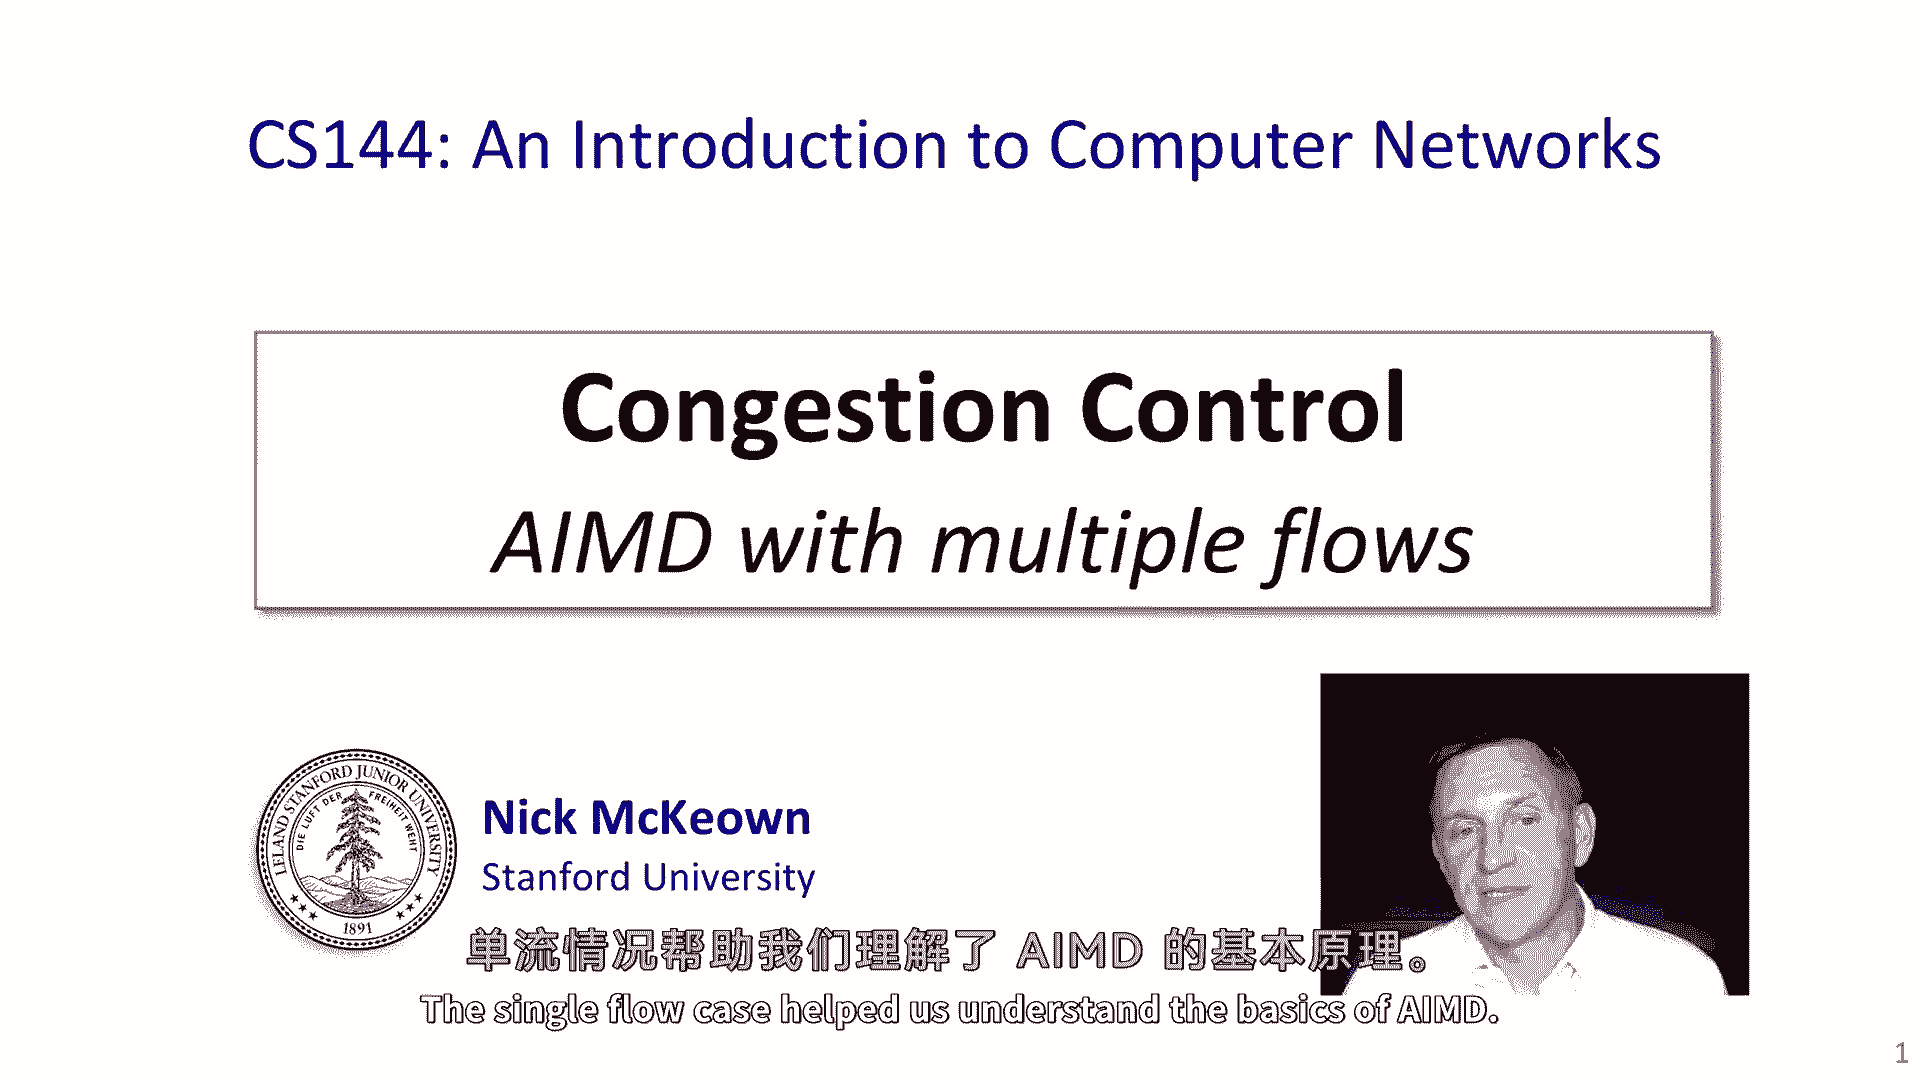 CS144: An Introduction to Computer Networks
Congestion Control
AIMD with multiple flows
LELAND STANFORD JUNIOR UNIVERSITY
DIE LUFT DER FREIHEIT WEHT
1891
Nick McKeown
Stanford University
单流情况帮助我们理解了 AIMD 的基本原理。
The single flow case helped us understand the basics of AIMD.
1